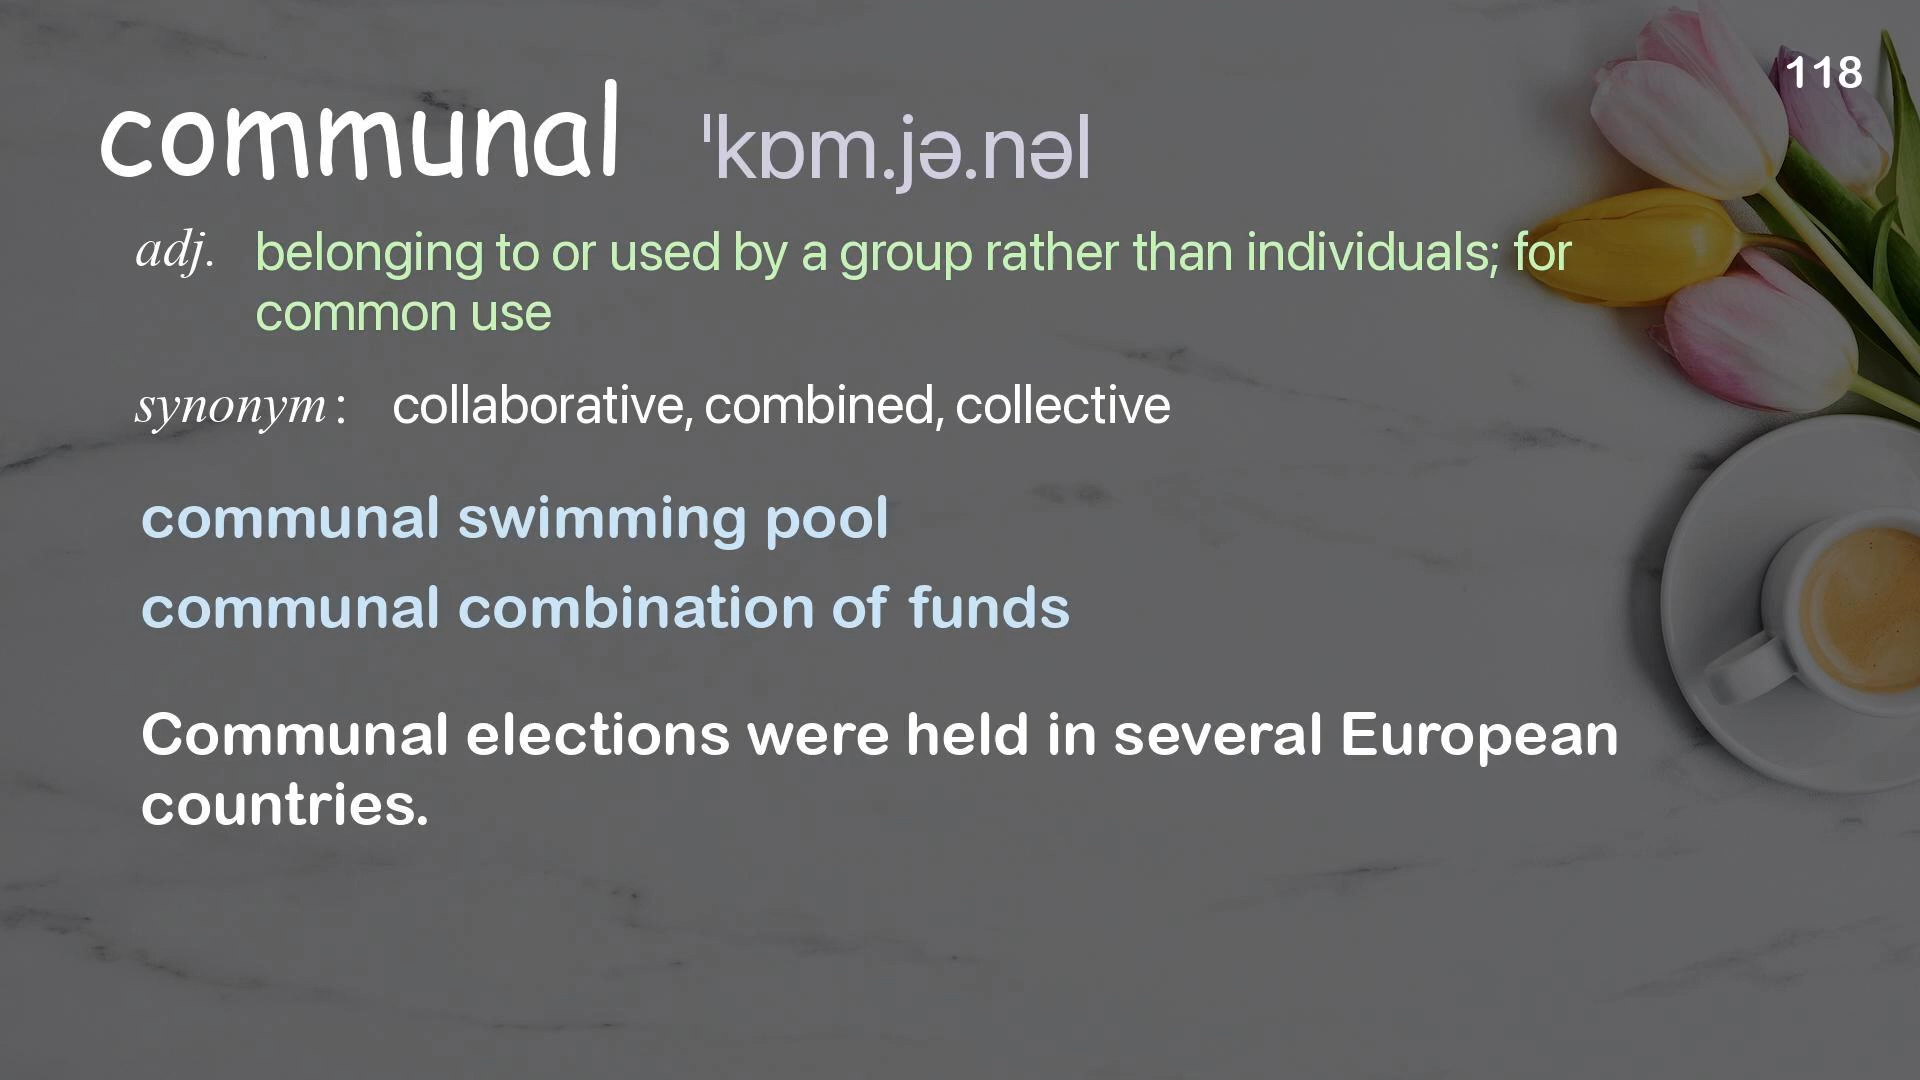 118
communal ˈkɒm.jə.nəl
adj. belonging to or used by a group rather than individuals; for
common use
synonym : collaborative, combined, collective
communal swimming pool
communal combination of funds
Communal elections were held in several European
countries.